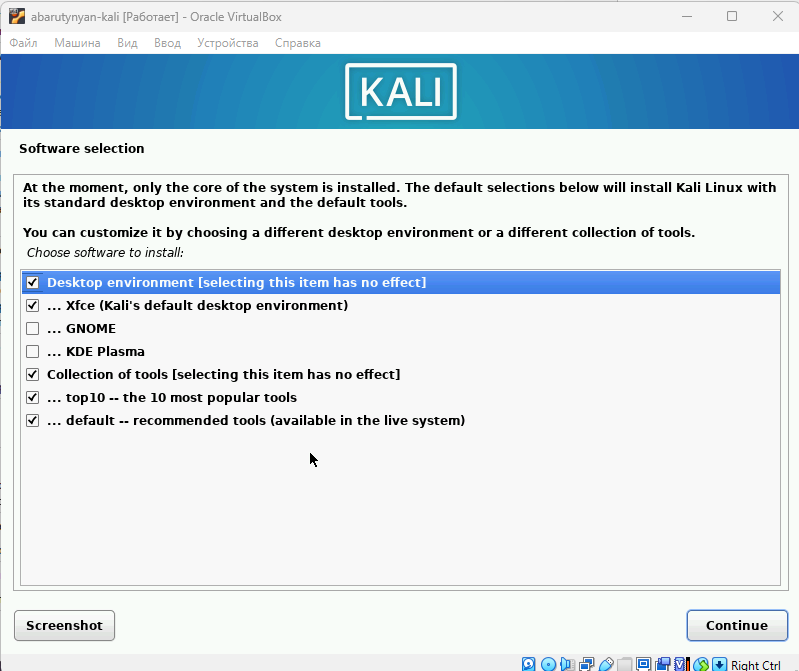 abarutynyan-kali [Работает] - Oracle VirtualBox
Файл Машина Вид Ввод Устройства Справка
KALI
Software selection
At the moment, only the core of the system is installed. The default selections below will install Kali Linux with
its standard desktop environment and the default tools.
You can customize it by choosing a different desktop environment or a different collection of tools.
Choose software to install:
Desktop environment [selecting this item has no effect]
... Xfce (Kali's default desktop environment)
... GNOME
... KDE Plasma
Collection of tools [selecting this item has no effect]
... top10 -- the 10 most popular tools
... default -- recommended tools (available in the live system)
Screenshot Continue
Right Ctrl